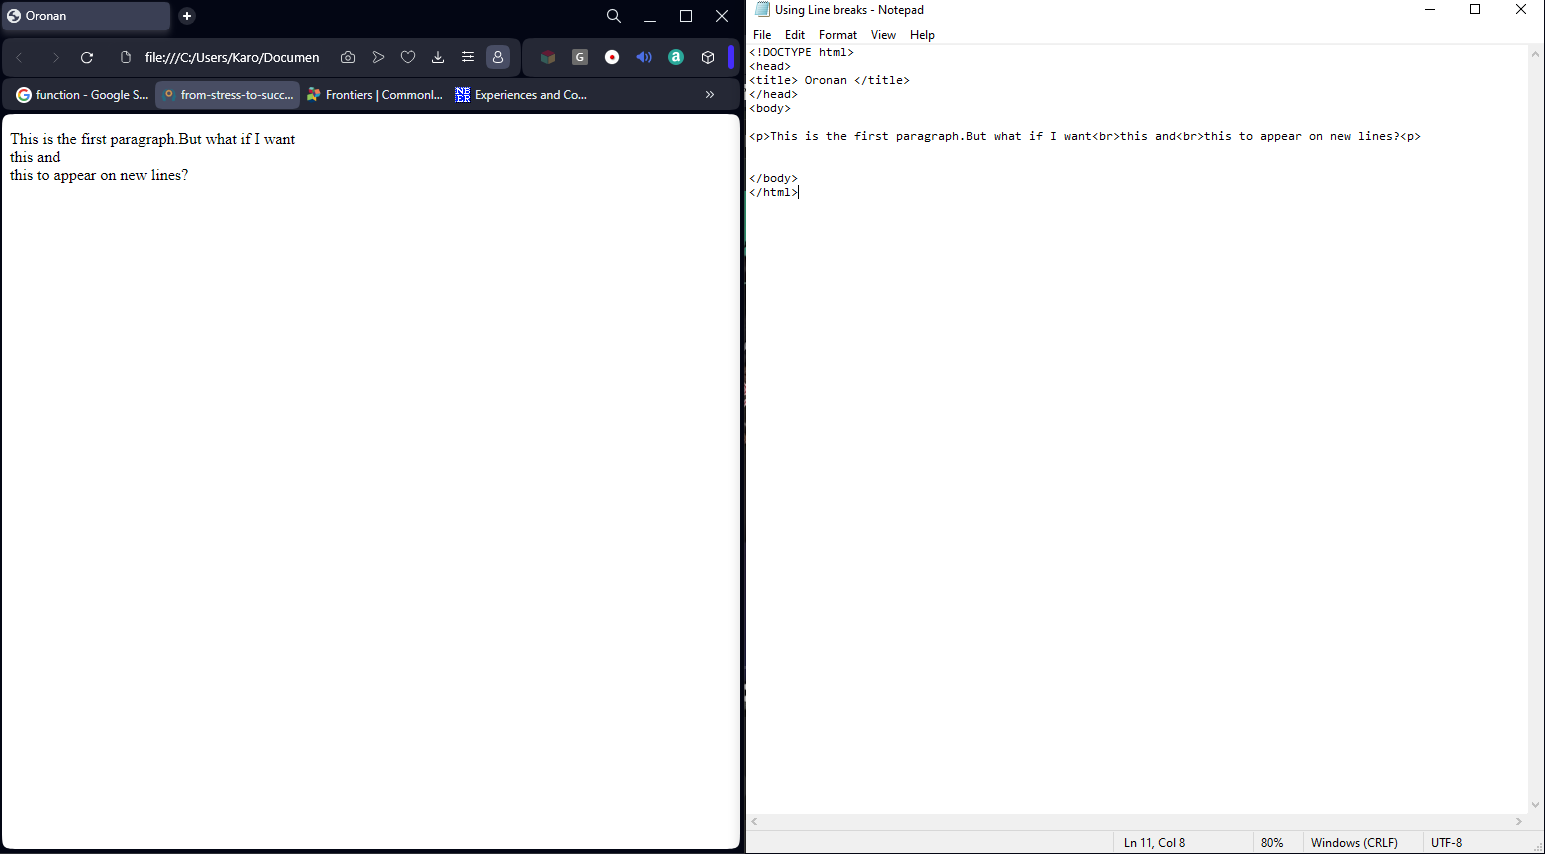 Oronan
file:///C:/Users/Karo/Documen
G
a
function - Google S...
from-stress-to-succ...
Frontiers | Commonl...
Experiences and Co...
»
This is the first paragraph.But what if I want
this and
this to appear on new lines?
Using Line breaks - Notepad
File Edit Format View Help
<!DOCTYPE html>
<head>
<title> Oronan </title>
</head>
<body>
<p>This is the first paragraph.But what if I want<br>this and<br>this to appear on new lines?<p>
</body>
</html>
Ln 11, Col 8
80%
Windows (CRLF)
UTF-8